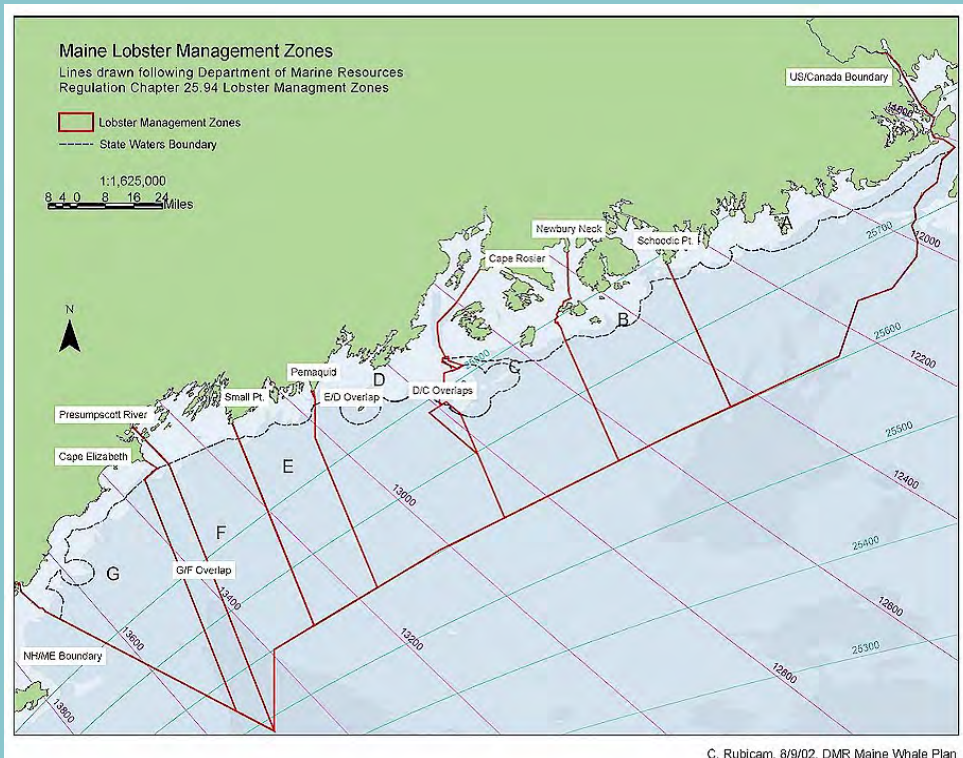 Maine Lobster Management Zones
Lines drawn following Department of Marine Resources
Regulation Chapter 25.94 Lobster Managment Zones
Lobster Management Zones
State Waters Boundary
1:1,625,000
8 4 0 8 16 24
Miles
N
US/Canada Boundary
Newbury Neck
Schoodic Pt.
Cape Rosier
A
25700
12000
B
25600
12200
25900
C
Pemaquid
D
E/D Overlap
D/C Overlaps
Small Pt.
Presumpscott River
Cape Elizabeth
25500
E
12400
13000
F
25400
G/F Overlap
G
13400
12600
13200
13600
25300
NH/ME Boundary
12800
13800
C. Rubicam, 8/9/02, DMR Maine Whale Plan